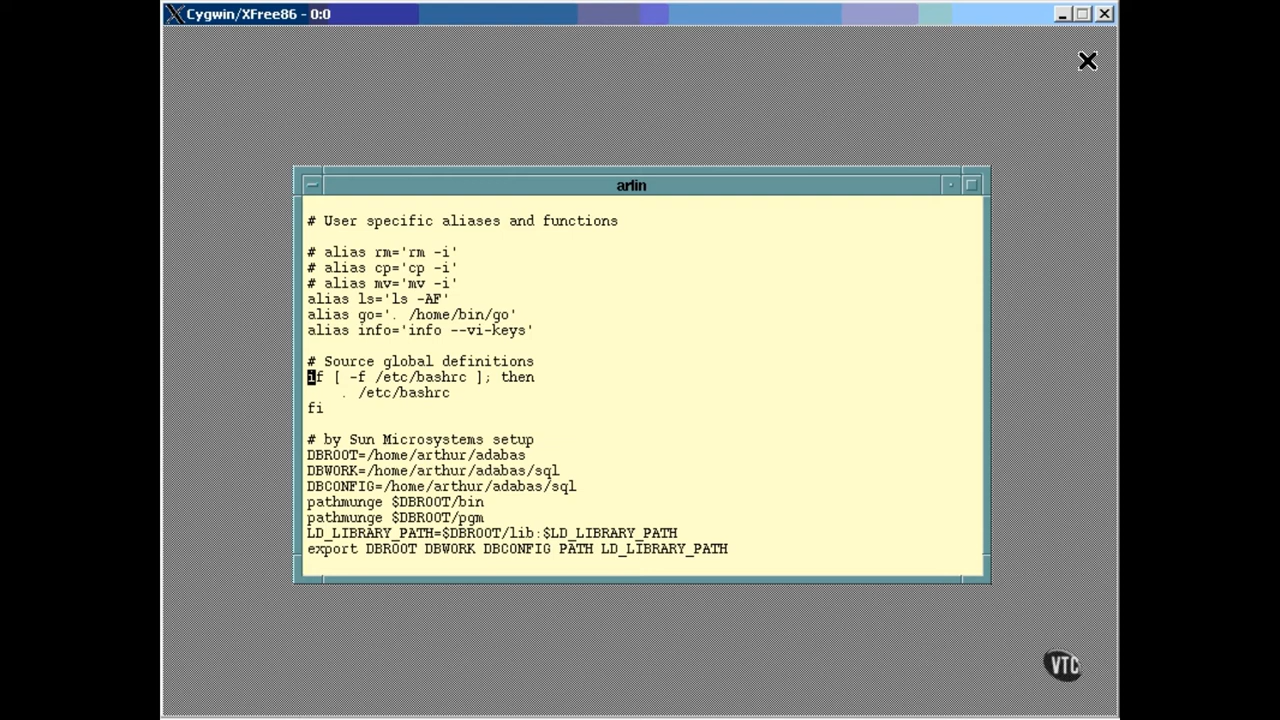 Cygwin/XFree86 - 0:0
arlin
# User specific aliases and functions
# alias rm='rm -i'
# alias cp='cp -i'
# alias mv='mv -i'
alias ls='ls -AF'
alias go='. /home/bin/go'
alias info='info --vi-keys'
# Source global definitions
if [ -f /etc/bashrc ]; then
. /etc/bashrc
fi
# by Sun Microsystems setup
DBROOT=/home/arthur/adabas
DBWORK=/home/arthur/adabas/sql
DBCONFIG=/home/arthur/adabas/sql
pathmunge $DBROOT/bin
pathmunge $DBROOT/pgm
LD_LIBRARY_PATH=$DBROOT/lib:$LD_LIBRARY_PATH
export DBROOT DBWORK DBCONFIG PATH LD_LIBRARY_PATH
VTC